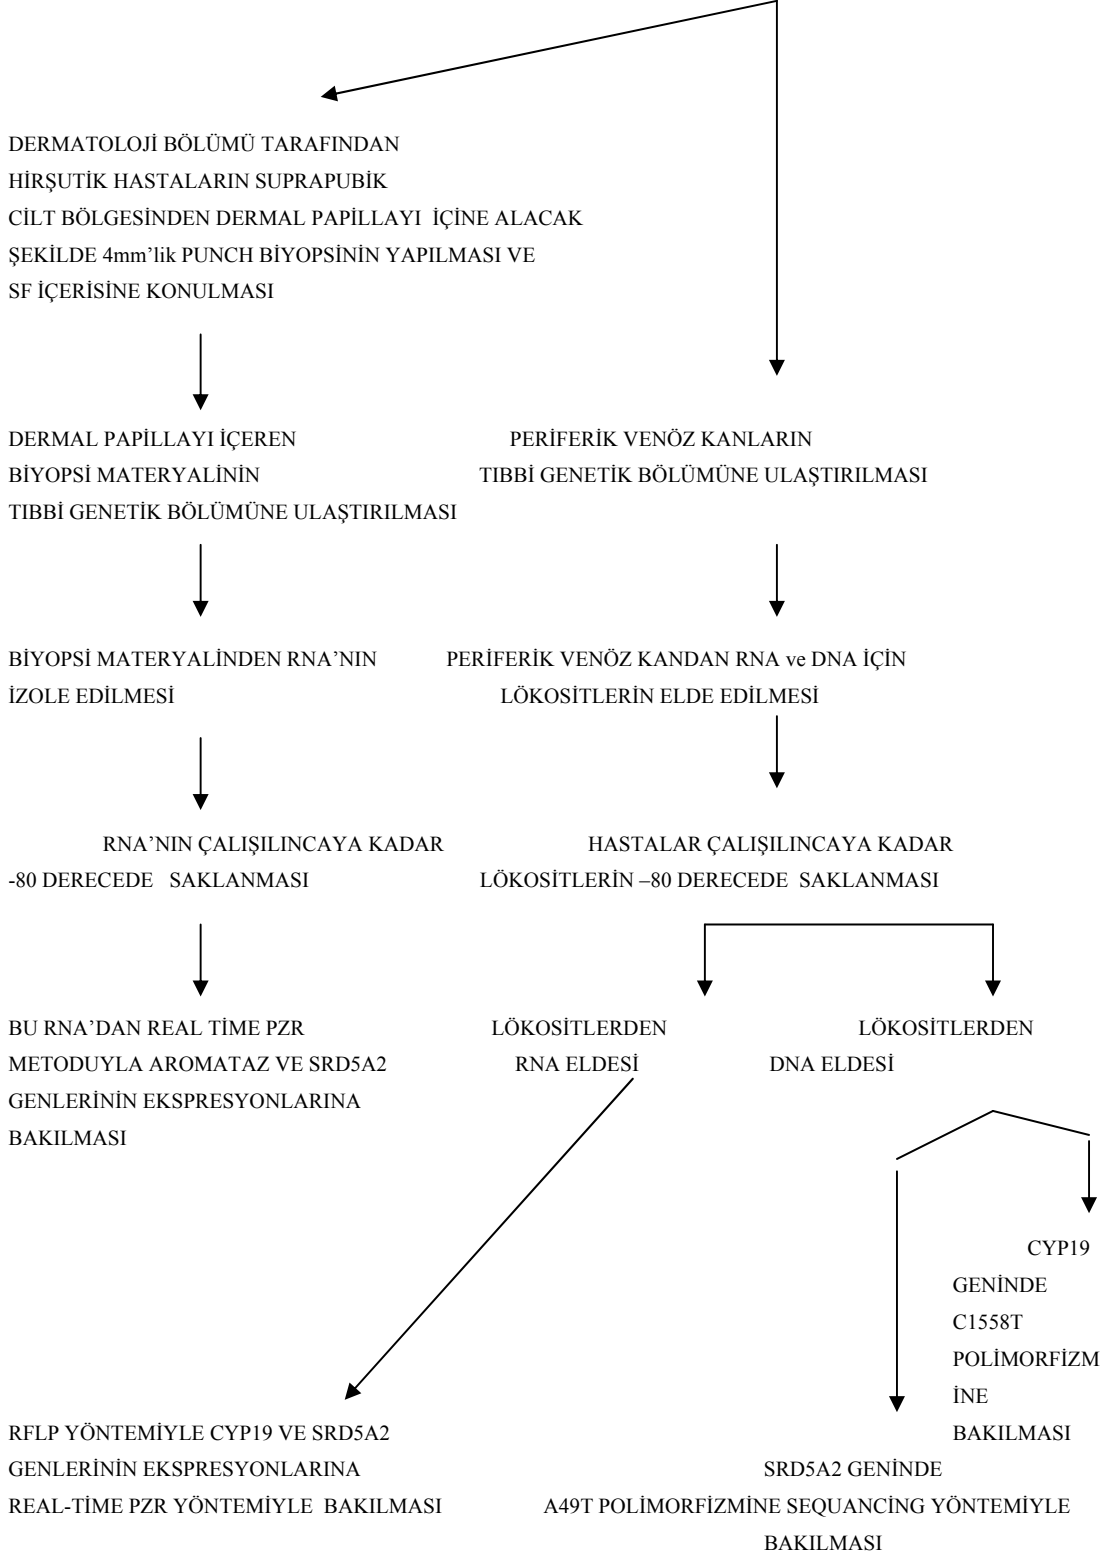 DERMATOLOJİ BÖLÜMÜ TARAFINDAN
HİRŞUTİK HASTALARIN SUPRAPUBİK
CİLT BÖLGESİNDEN DERMAL PAPİLLAYI İÇİNE ALACAK
ŞEKİLDE 4mm’lik PUNCH BİYOPSİNİN YAPILMASI VE
SF İÇERİSİNE KONULMASI
DERMAL PAPİLLAYI İÇEREN
BİYOPSİ MATERYALİNİN
TIBBİ GENETİK BÖLÜMÜNE ULAŞTIRILMASI
PERİFERİK VENÖZ KANLARIN
TIBBİ GENETİK BÖLÜMÜNE ULAŞTIRILMASI
BİYOPSİ MATERYALİNDEN RNA’NIN
İZOLE EDİLMESİ
PERİFERİK VENÖZ KANDAN RNA ve DNA İÇİN
LÖKOSİTLERİN ELDE EDİLMESİ
RNA’NIN ÇALIŞILINCAYA KADAR
-80 DERECEDE SAKLANMASI
HASTALAR ÇALIŞILINCAYA KADAR
LÖKOSİTLERİN –80 DERECEDE SAKLANMASI
BU RNA’DAN REAL TİME PZR
METODUYLA AROMATAZ VE SRD5A2
GENLERİNİN EKSPRESYONLARINA
BAKILMASI
LÖKOSİTLERDEN
RNA ELDESİ
LÖKOSİTLERDEN
DNA ELDESİ
CYP19
GENİNDE
C1558T
POLİMORFİZM
İNE
BAKILMASI
RFLP YÖNTEMİYLE CYP19 VE SRD5A2
GENLERİNİN EKSPRESYONLARINA
REAL-TİME PZR YÖNTEMİYLE BAKILMASI
SRD5A2 GENİNDE
A49T POLİMORFİZMİNE SEQUANCİNG YÖNTEMİYLE
BAKILMASI